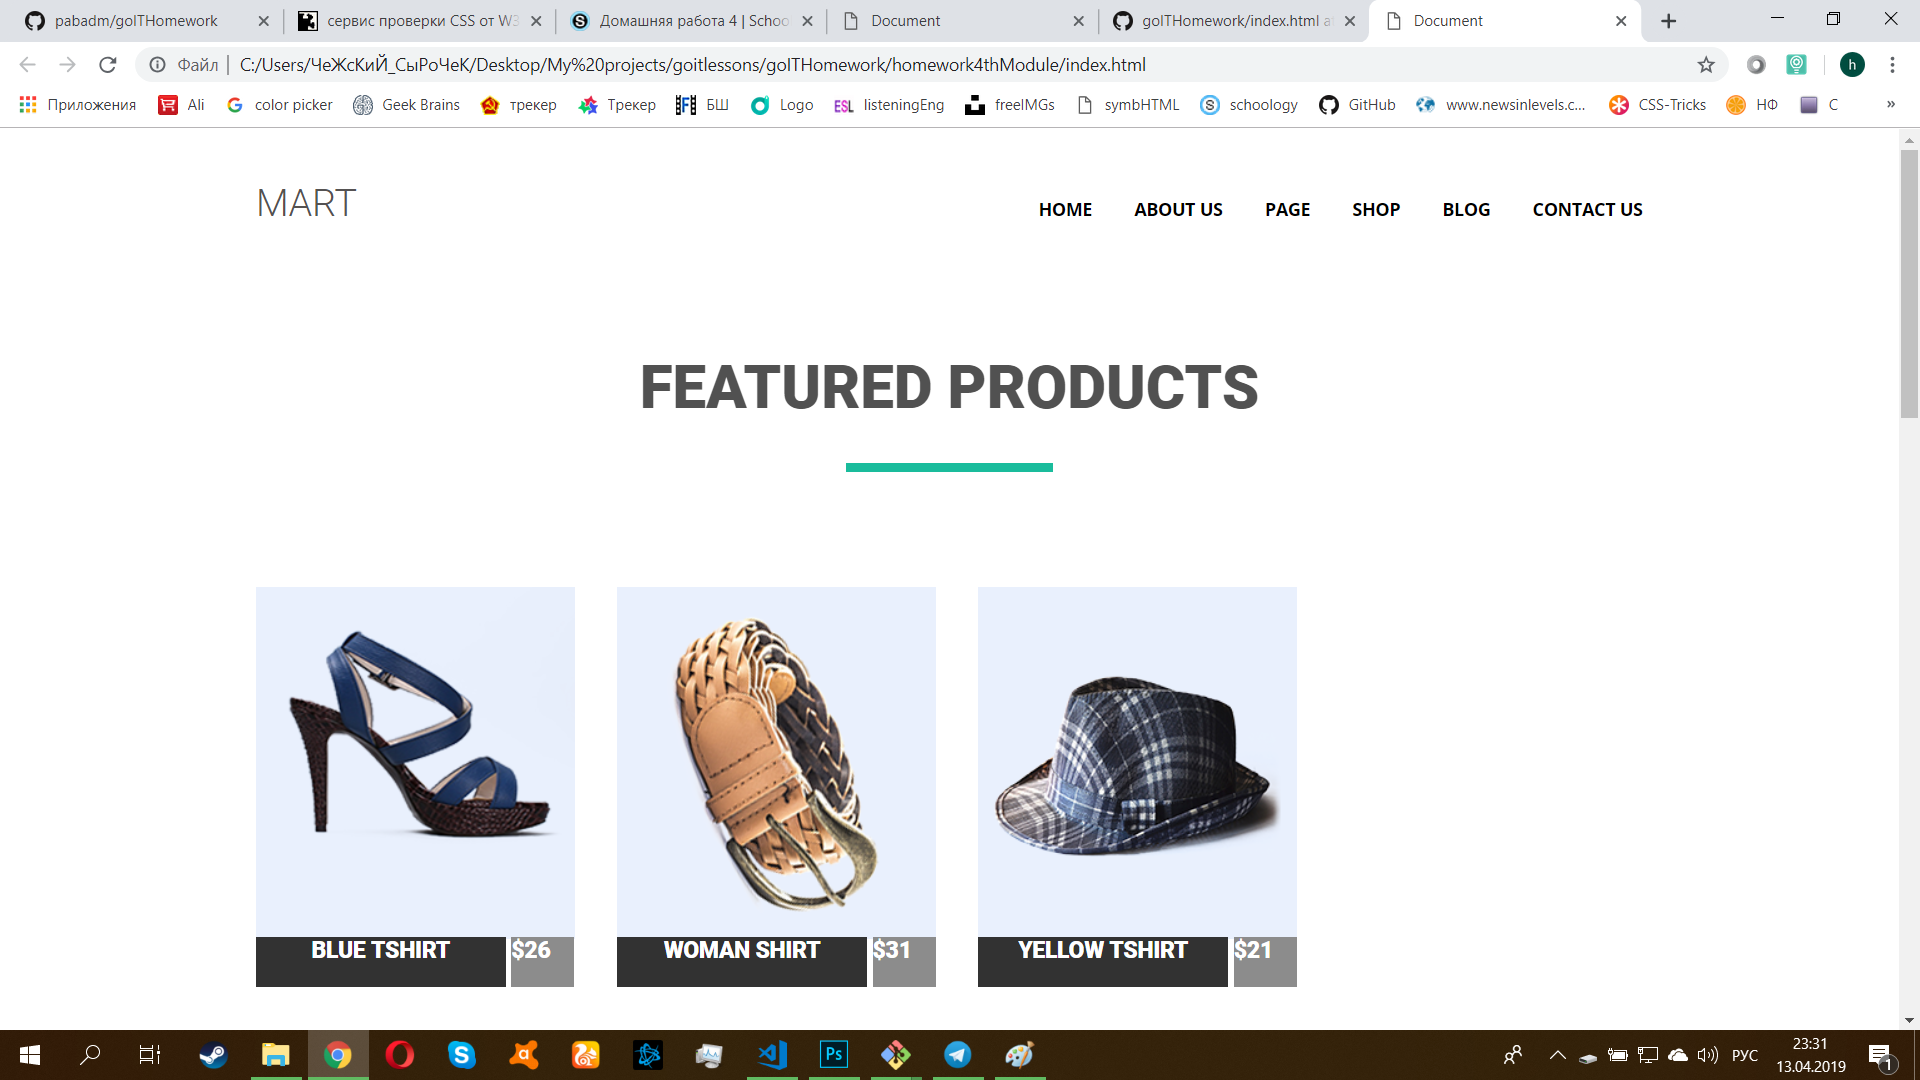 pabadm/goITHomework
сервис проверки CSS от W3
Домашняя работа 4 | Schoo
Document
goITHomework/index.html a
Document
Файл
C:/Users/ЧеЖсКиЙ_СыРоЧеК/Desktop/My%20projects/goitlessons/goITHomework/homework4thModule/index.html
h
Приложения
Ali
color picker
Geek Brains
трекер
Трекер
БШ
Logo
ESL
listeningEng
freeIMGs
symbHTML
schoology
GitHub
www.newsinlevels.c...
CSS-Tricks
НФ
С
»
MART
HOME ABOUT US PAGE SHOP BLOG CONTACT US
FEATURED PRODUCTS
BLUE TSHIRT $26
WOMAN SHIRT $31
YELLOW TSHIRT $21
Ps
РУС
23:31
13.04.2019
1